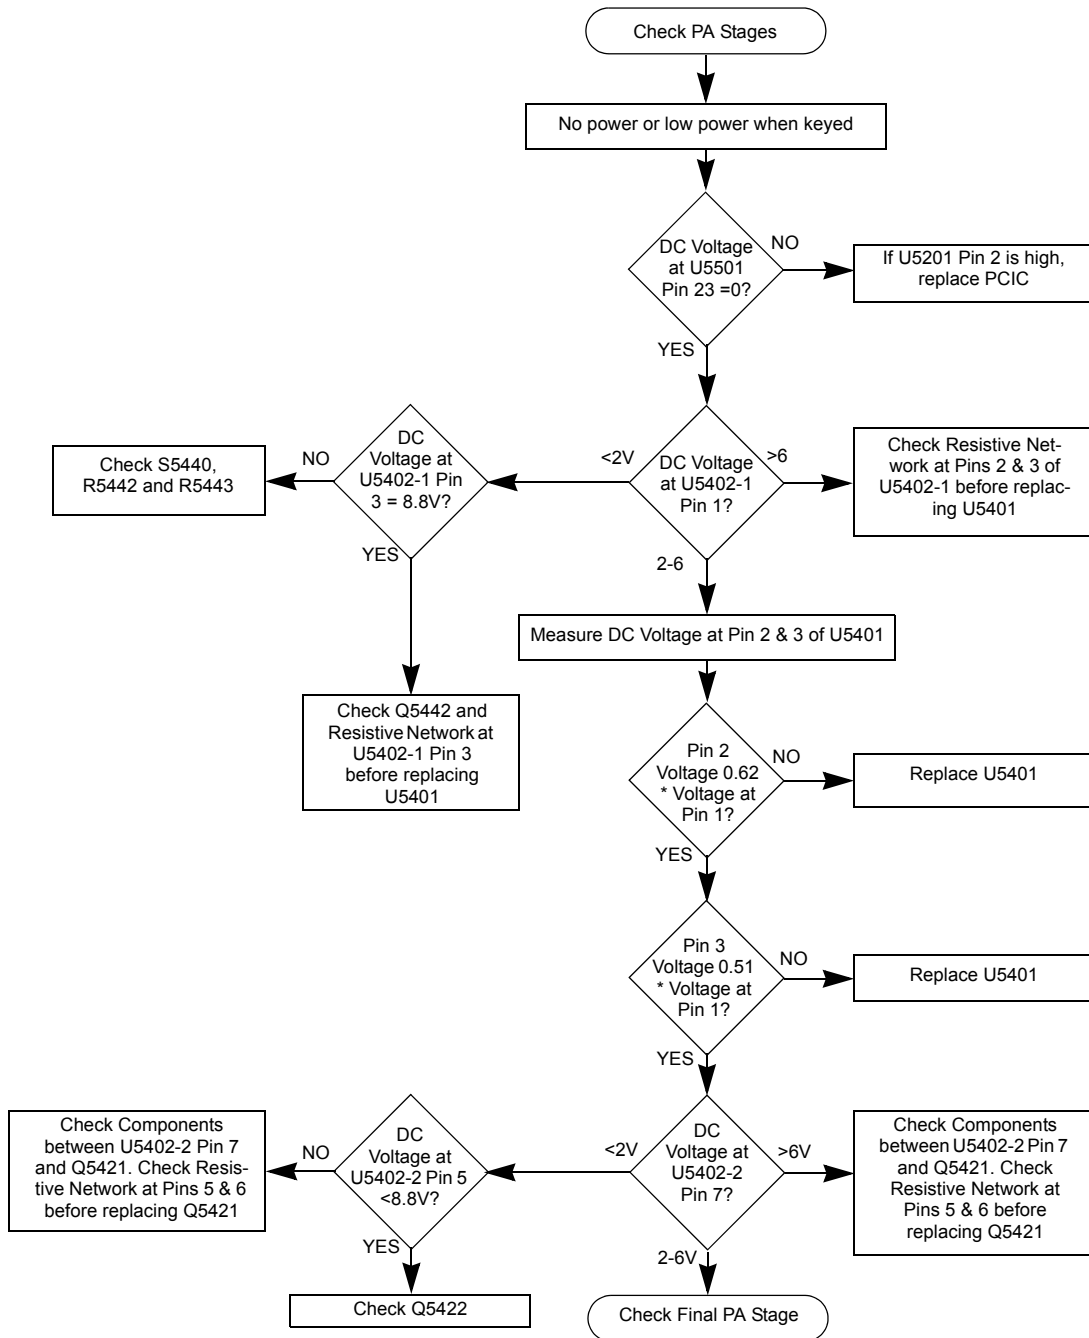 Check PA Stages
No power or low power when keyed
DC Voltage
at U5501
Pin 23 =0?
NO
If U5201 Pin 2 is high,
replace PCIC
YES
DC
Voltage at
U5402-1 Pin
3 = 8.8V?
NO
Check S5440,
R5442 and R5443
<2V
DC Voltage
at U5402-1
Pin 1?
>6
Check Resistive Net-
work at Pins 2 & 3 of
U5402-1 before replac-
ing U5401
YES
2-6
Measure DC Voltage at Pin 2 & 3 of U5401
Check Q5442 and
Resistive Network at
U5402-1 Pin 3
before replacing
U5401
Pin 2
Voltage 0.62
* Voltage at
Pin 1?
NO
Replace U5401
YES
Pin 3
Voltage 0.51
* Voltage at
Pin 1?
NO
Replace U5401
YES
Check Components
between U5402-2 Pin 7
and Q5421. Check Resis-
tive Network at Pins 5 & 6
before replacing Q5421
NO
DC
Voltage at
U5402-2 Pin 5
<8.8V?
<2V
DC
Voltage at
U5402-2
Pin 7?
>6V
Check Components
between U5402-2 Pin 7
and Q5421. Check
Resistive Network at
Pins 5 & 6 before
replacing Q5421
YES
2-6V
Check Q5422
Check Final PA Stage